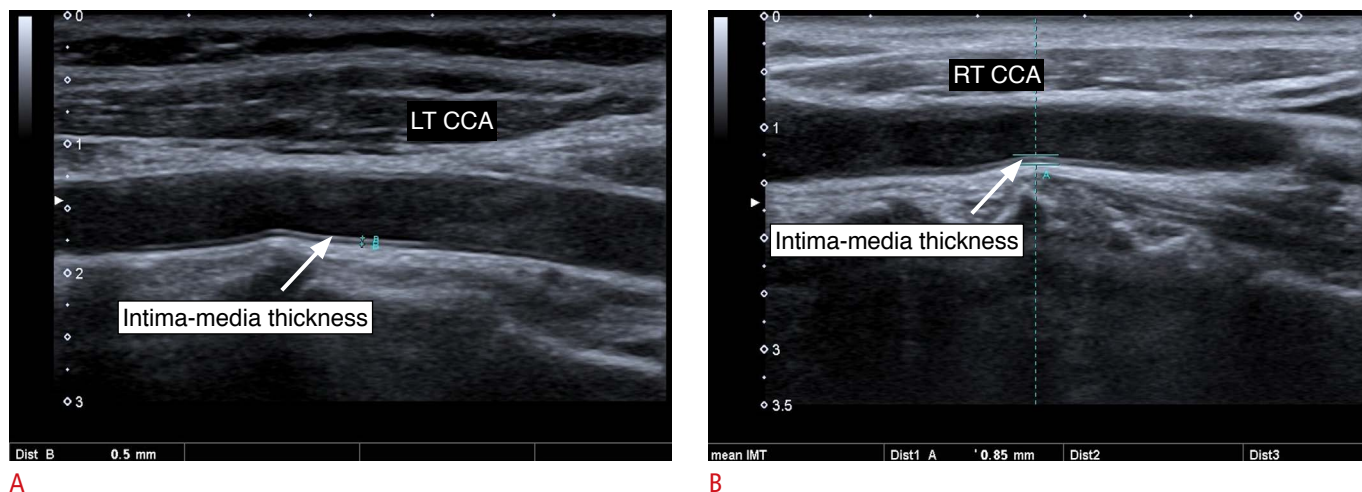 0
LT CCA
1
Intima-media thickness
2
3
Dist B 0.5 mm
A
0
RT CCA
1
A
Intima-media thickness
2
3
3.5
mean IMT Dist1 A ' 0.85 mm Dist2 Dist3
B